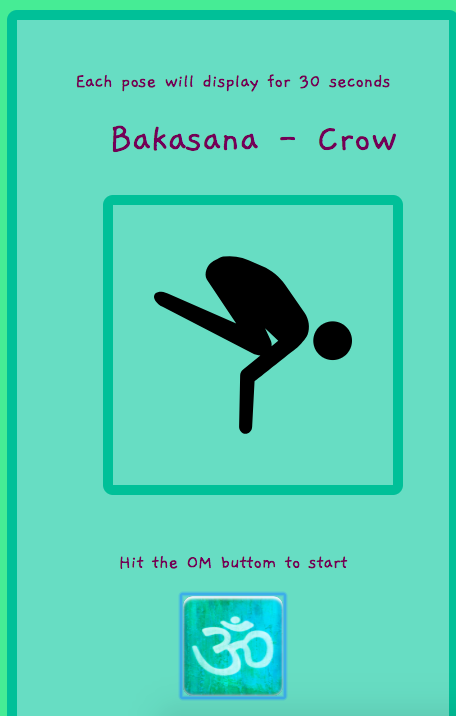 Each pose will display for 30 seconds
Bakasana - Crow
Hit the OM buttom to start
ॐ